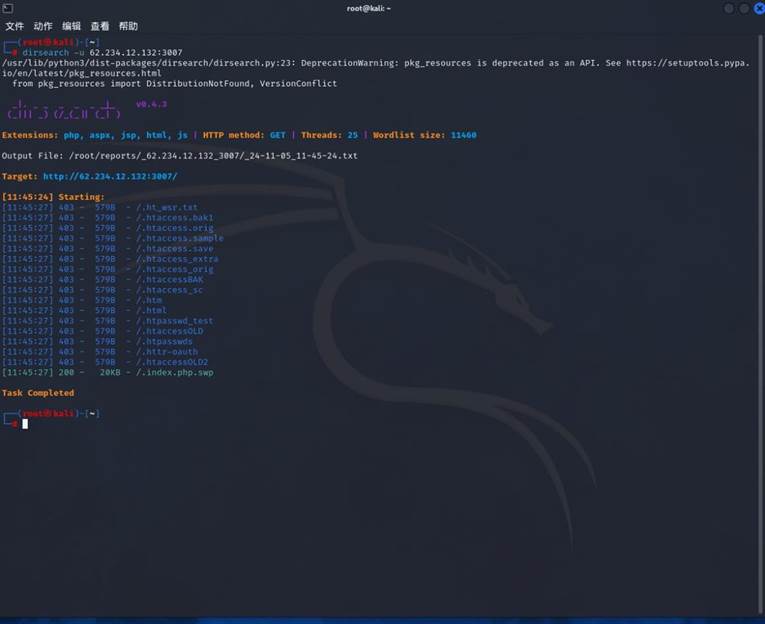 root@kali: ~
文件 动作 编辑 查看 帮助
┌──(root㉿kali)-[~]
└─# dirsearch -u 62.234.12.132:3007
/usr/lib/python3/dist-packages/dirsearch/dirsearch.py:23: DeprecationWarning: pkg_resources is deprecated as an API. See https://setuptools.pypa.
io/en/latest/pkg_resources.html
  from pkg_resources import DistributionNotFound, VersionConflict
v0.4.3
Extensions: php, aspx, jsp, html, js | HTTP method: GET | Threads: 25 | Wordlist size: 11460
Output File: /root/reports/_62.234.12.132_3007/_24-11-05_11-45-24.txt
Target: http://62.234.12.132:3007/
[11:45:24] Starting:
[11:45:27] 403 -  579B  - /.ht_wsr.txt
[11:45:27] 403 -  579B  - /.htaccess.bak1
[11:45:27] 403 -  579B  - /.htaccess.orig
[11:45:27] 403 -  579B  - /.htaccess.sample
[11:45:27] 403 -  579B  - /.htaccess.save
[11:45:27] 403 -  579B  - /.htaccess_extra
[11:45:27] 403 -  579B  - /.htaccess_orig
[11:45:27] 403 -  579B  - /.htaccessBAK
[11:45:27] 403 -  579B  - /.htaccess_sc
[11:45:27] 403 -  579B  - /.htm
[11:45:27] 403 -  579B  - /.html
[11:45:27] 403 -  579B  - /.htpasswd_test
[11:45:27] 403 -  579B  - /.htaccessOLD
[11:45:27] 403 -  579B  - /.htpasswds
[11:45:27] 403 -  579B  - /.httr-oauth
[11:45:27] 403 -  579B  - /.htaccessOLD2
[11:45:27] 200 -   20KB - /.index.php.swp
Task Completed
┌──(root㉿kali)-[~]
└─#